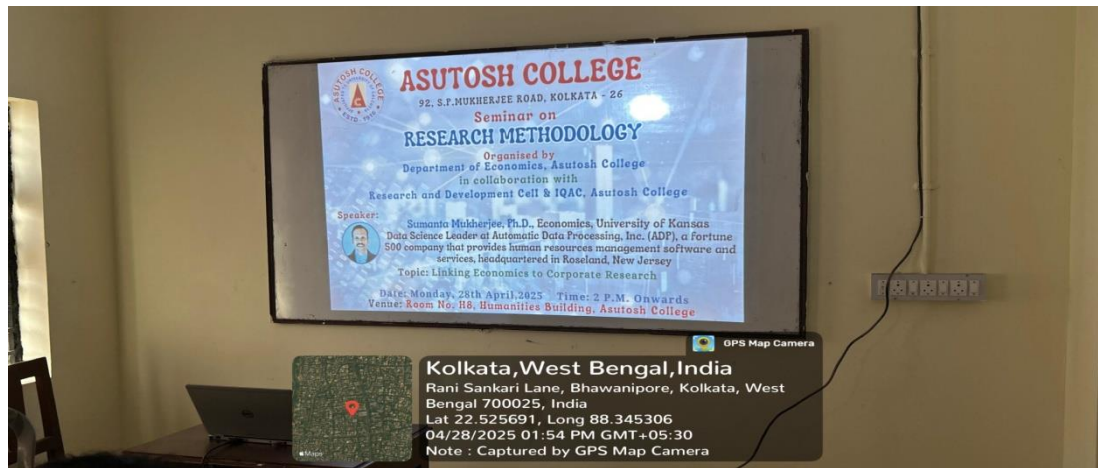 ASUTOSH COLLEGE
92, S.P.MUKHERJEE ROAD, KOLKATA - 26
Seminar on
RESEARCH METHODOLOGY
Organised by
Department of Economics, Asutosh College
in collaboration with
Research and Development Cell & IQAC, Asutosh College
Speaker:
Sumanta Mukherjee, Ph.D., Economics, University of Kansas
Data Science Leader at Automatic Data Processing, Inc. (ADP), a fortune
500 company that provides human resources management software and
services, headquartered in Roseland, New Jersey
Topic: Linking Economics to Corporate Research
Date: Monday, 28th April,2025 Time: 2 P.M. Onwards
Venue: Room No. H8, Humanities Building, Asutosh College
GPS Map Camera
Kolkata,West Bengal,India
Rani Sankari Lane, Bhawanipore, Kolkata, West
Bengal 700025, India
Lat 22.525691, Long 88.345306
04/28/2025 01:54 PM GMT+05:30
Note : Captured by GPS Map Camera
Maps